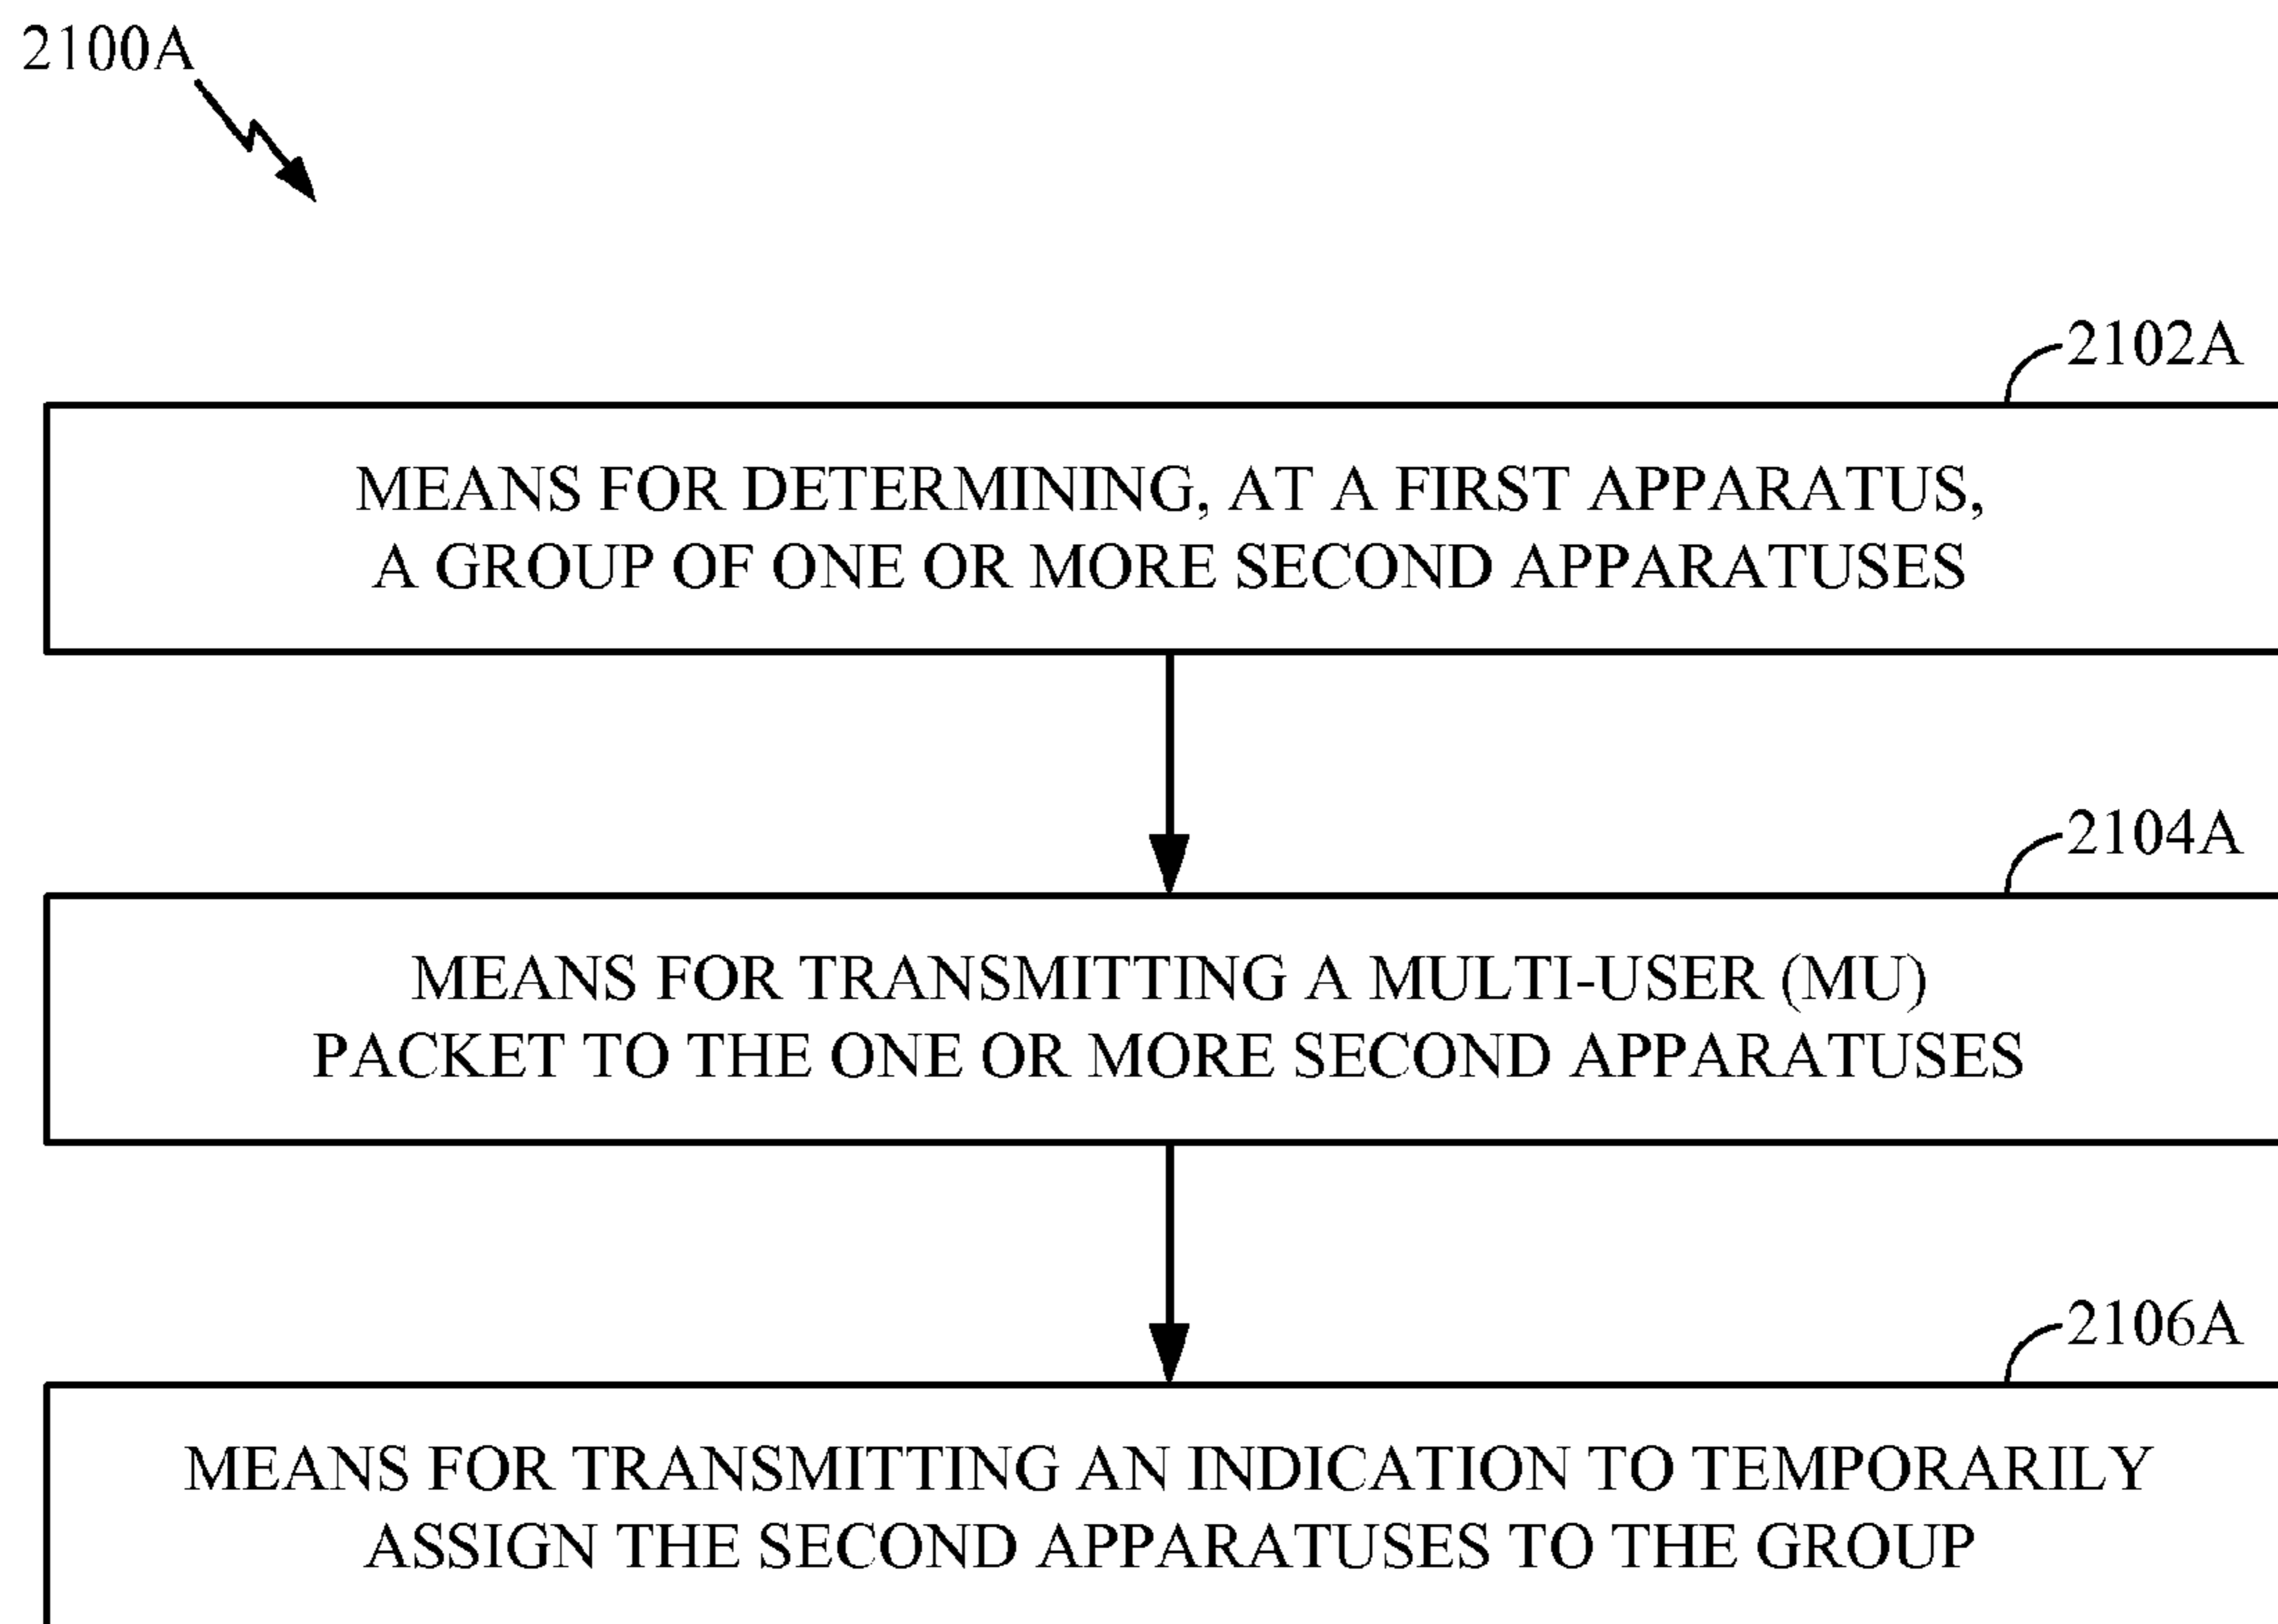 2100A
2102A
MEANS FOR DETERMINING, AT A FIRST APPARATUS,
A GROUP OF ONE OR MORE SECOND APPARATUSES
2104A
MEANS FOR TRANSMITTING A MULTI-USER (MU)
PACKET TO THE ONE OR MORE SECOND APPARATUSES
2106A
MEANS FOR TRANSMITTING AN INDICATION TO TEMPORARILY
ASSIGN THE SECOND APPARATUSES TO THE GROUP